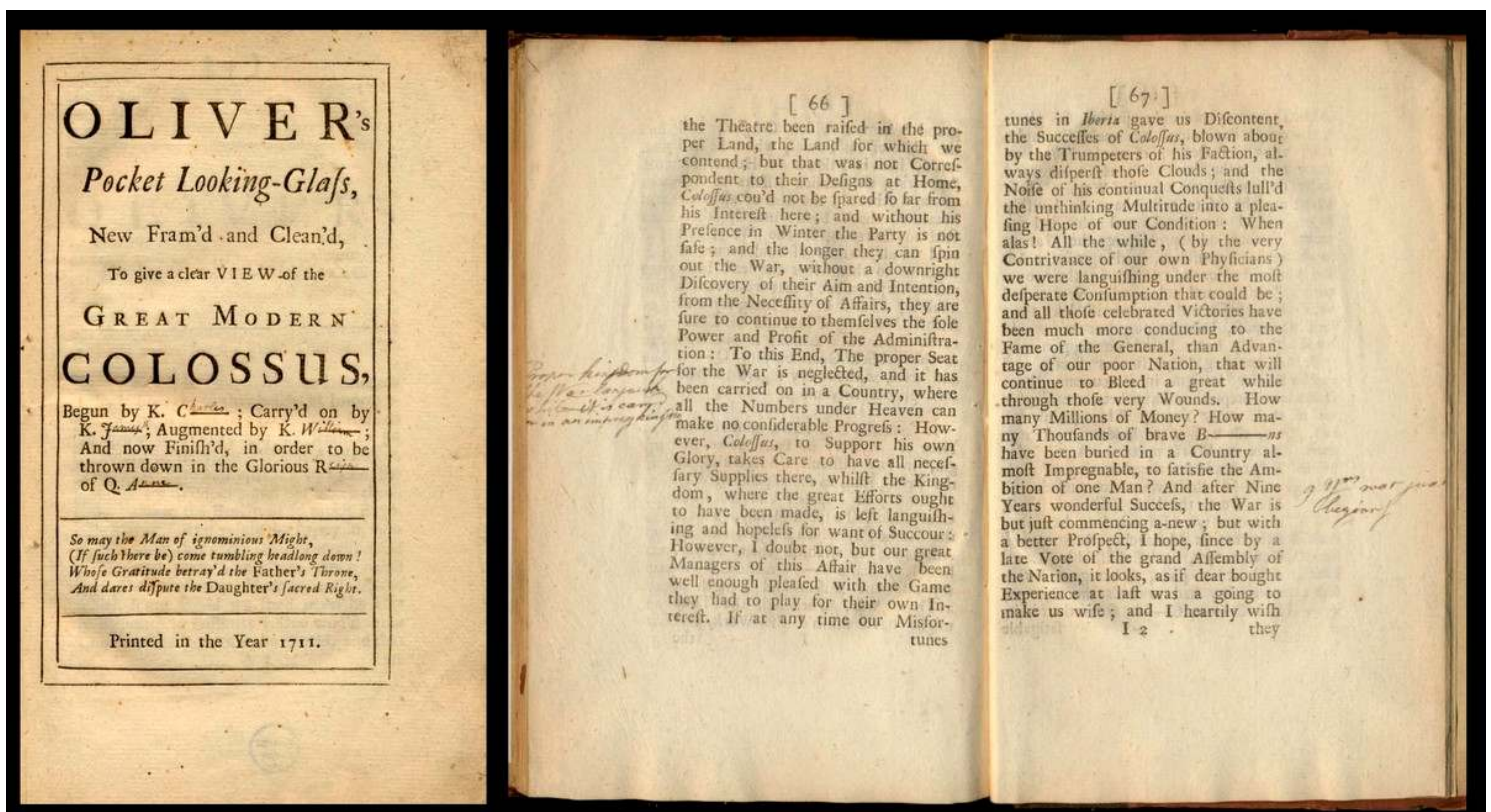 OLIVER's
Pocket Looking-Glaſs,
New Fram'd and Clean'd,
To give a clear VIEW of the
GREAT MODERN
COLOSSUS,
Begun by K. Charles ; Carry'd on by
K. James ; Augmented by K. William ;
And now Finiſh'd, in order to be
thrown down in the Glorious R
of Q. Anne.
So may the Man of ignominious Might,
(If ſuch there be) come tumbling headlong down !
Whoſe Gratitude betray'd the Father's Throne,
And dares diſpute the Daughter's ſacred Right.
Printed in the Year 1711.
[ 66 ]
the Theatre been raiſed in the pro-
per Land, the Land for which we
contend ; but that was not Correſ-
pondent to their Deſigns at Home,
Coloſſus cou'd not be ſpared ſo far from
his Intereſt here ; and without his
Preſence in Winter the Party is not
ſafe ; and the longer they can ſpin
out the War, without a downright
Diſcovery of their Aim and Intention,
from the Neceſſity of Affairs, they are
ſure to continue to themſelves the ſole
Power and Profit of the Adminiſtra-
tion : To this End, The proper Seat
for the War is neglected, and it has
been carried on in a Country, where
all the Numbers under Heaven can
make no conſiderable Progreſs : How-
ever, Coloſſus, to Support his own
Glory, takes Care to have all neceſ-
ſary Supplies there, whilſt the King-
dom, where the great Efforts ought
to have been made, is left languiſh-
ing and hopeleſs for want of Succour :
However, I doubt not, but our great
Managers of this Affair have been
well enough pleaſed with the Game
they had to play for their own In-
tereſt. If at any time our Misfor-
tunes
[ 67 ]
tunes in Iberia gave us Diſcontent,
the Succeſſes of Coloſſus, blown about
by the Trumpeters of his Faction, al-
ways diſperſt thoſe Clouds ; and the
Noiſe of his continual Conqueſts lull'd
the unthinking Multitude into a plea-
ſing Hope of our Condition : When
alas ! All the while, ( by the very
Contrivance of our own Phyſicians )
we were languiſhing under the moſt
deſperate Conſumption that could be ;
and all thoſe celebrated Victories have
been much more conducing to the
Fame of the General, than Advan-
tage of our poor Nation, that will
continue to Bleed a great while
through thoſe very Wounds. How
many Millions of Money ? How ma-
ny Thouſands of brave B———ns
have been buried in a Country al-
moſt Impregnable, to ſatisfie the Am-
bition of one Man ? And after Nine
Years wonderful Succeſs, the War is
but juſt commencing a-new ; but with
a better Proſpect, I hope, ſince by a
late Vote of the grand Aſſembly of
the Nation, it looks, as if dear bought
Experience at laſt was a going to
make us wiſe ; and I heartily wiſh
I 2 they